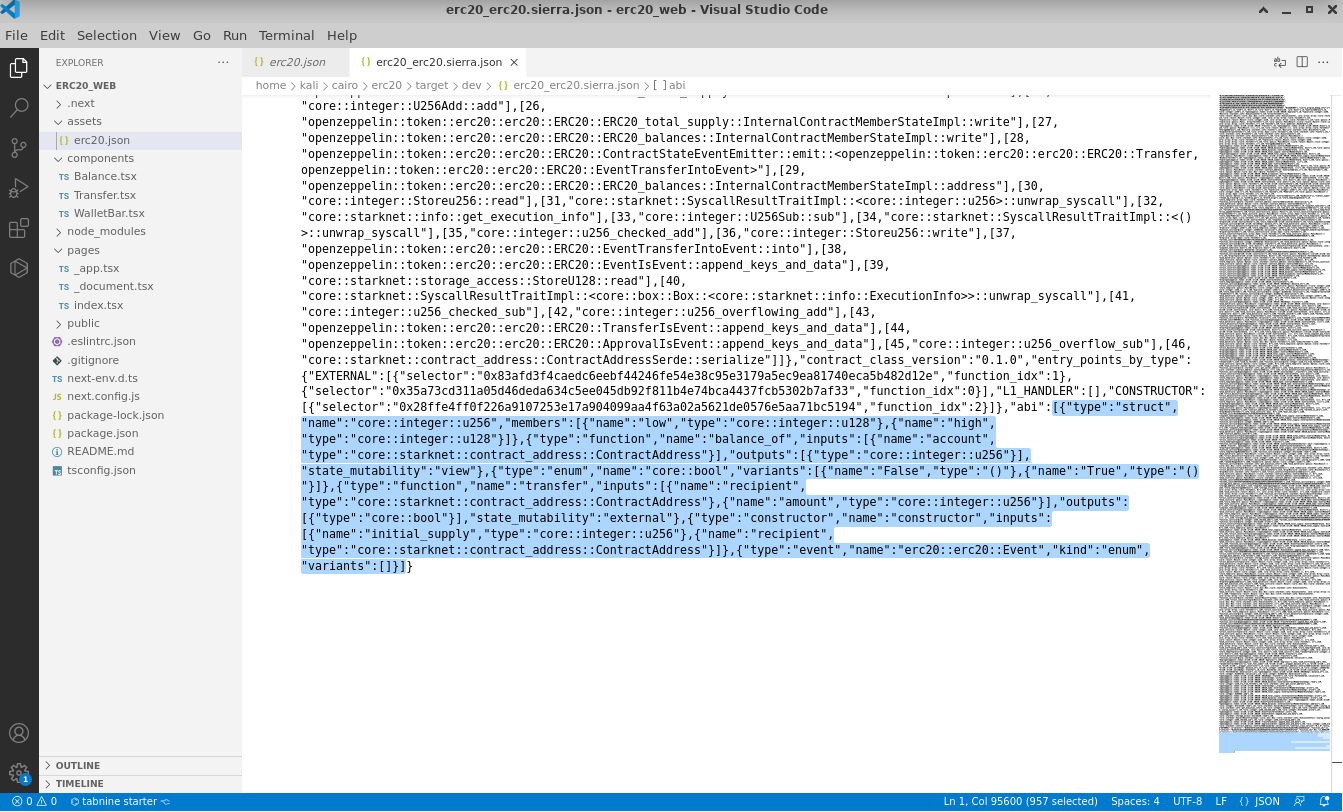 erc20_erc20.sierra.json - erc20_web - Visual Studio Code
File Edit Selection View Go Run Terminal Help
EXPLORER
ERC20_WEB
.next
assets
erc20.json
components
Balance.tsx
Transfer.tsx
WalletBar.tsx
node_modules
pages
_app.tsx
_document.tsx
index.tsx
public
.eslintrc.json
.gitignore
next-env.d.ts
next.config.js
package-lock.json
package.json
README.md
tsconfig.json
OUTLINE
TIMELINE
erc20.json erc20_erc20.sierra.json
home > kali > cairo > erc20 > target > dev > {} erc20_erc20.sierra.json > [ ] abi
"core::integer::U256Add::add"],[26,
"openzeppelin::token::erc20::erc20::ERC20::ERC20_total_supply::InternalContractMemberStateImpl::write"],[27,
"openzeppelin::token::erc20::erc20::ERC20::ERC20_balances::InternalContractMemberStateImpl::write"],[28,
"openzeppelin::token::erc20::erc20::ERC20::ContractStateEventEmitter::emit::<openzeppelin::token::erc20::erc20::ERC20::Transfer,
openzeppelin::token::erc20::erc20::ERC20::EventTransferIntoEvent>"],[29,
"openzeppelin::token::erc20::erc20::ERC20::ERC20_balances::InternalContractMemberStateImpl::address"],[30,
"core::integer::Storeu256::read"],[31,"core::starknet::SyscallResultTraitImpl::<core::integer::u256>::unwrap_syscall"],[32,
"core::starknet::info::get_execution_info"],[33,"core::integer::U256Sub::sub"],[34,"core::starknet::SyscallResultTraitImpl::<()
>::unwrap_syscall"],[35,"core::integer::u256_checked_add"],[36,"core::integer::Storeu256::write"],[37,
"openzeppelin::token::erc20::erc20::ERC20::EventTransferIntoEvent::into"],[38,
"openzeppelin::token::erc20::erc20::ERC20::EventIsEvent::append_keys_and_data"],[39,
"core::starknet::storage_access::StoreU128::read"],[40,
"core::starknet::SyscallResultTraitImpl::<core::box::Box::<core::starknet::info::ExecutionInfo>>::unwrap_syscall"],[41,
"core::integer::u256_checked_sub"],[42,"core::integer::u256_overflowing_add"],[43,
"openzeppelin::token::erc20::erc20::ERC20::TransferIsEvent::append_keys_and_data"],[44,
"openzeppelin::token::erc20::erc20::ERC20::ApprovalIsEvent::append_keys_and_data"],[45,"core::integer::u256_overflow_sub"],[46,
"core::starknet::contract_address::ContractAddressSerde::serialize"]]},"contract_class_version":"0.1.0","entry_points_by_type":
{"EXTERNAL":[{"selector":"0x83afd3f4caedc6eebf44246fe54e38c95e3179a5ec9ea81740eca5b482d12e","function_idx":1},
{"selector":"0x35a73cd311a05d46deda634c5ee045db92f811b4e74bca4437fcb5302b7af33","function_idx":0}],"L1_HANDLER":[],"CONSTRUCTOR":
[{"selector":"0x28ffe4ff0f226a9107253e17a904099aa4f63a02a5621de0576e5aa71bc5194","function_idx":2}]},"abi":[{"type":"struct",
"name":"core::integer::u256","members":[{"name":"low","type":"core::integer::u128"},{"name":"high",
"type":"core::integer::u128"}]},{"type":"function","name":"balance_of","inputs":[{"name":"account",
"type":"core::starknet::contract_address::ContractAddress"}],"outputs":[{"type":"core::integer::u256"}],
"state_mutability":"view"},{"type":"enum","name":"core::bool","variants":[{"name":"False","type":"()"},{"name":"True","type":"()
"}]},{"type":"function","name":"transfer","inputs":[{"name":"recipient",
"type":"core::starknet::contract_address::ContractAddress"},{"name":"amount","type":"core::integer::u256"}],"outputs":
[{"type":"core::bool"}],"state_mutability":"external"},{"type":"constructor","name":"constructor","inputs":
[{"name":"initial_supply","type":"core::integer::u256"},{"name":"recipient",
"type":"core::starknet::contract_address::ContractAddress"}]},{"type":"event","name":"erc20::erc20::Event","kind":"enum",
"variants":[]}]}
1
0 0 tabnine starter Ln 1, Col 95600 (957 selected) Spaces: 4 UTF-8 LF {} JSON